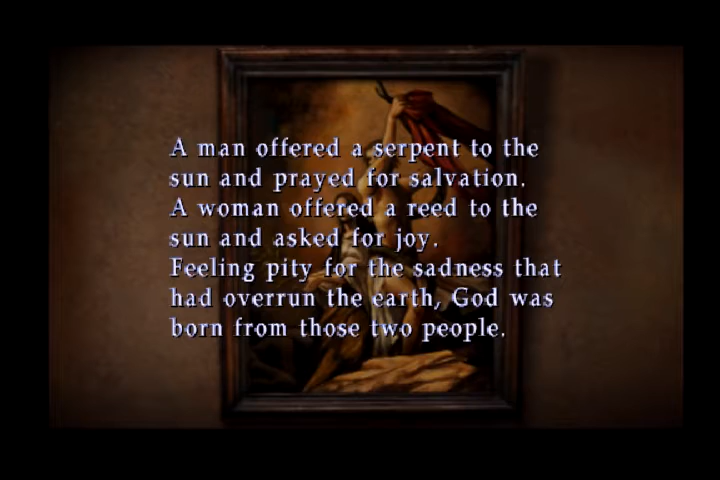 A man offered a serpent to the
sun and prayed for salvation.
A woman offered a reed to the
sun and asked for joy.
Feeling pity for the sadness that
had overrun the earth, God was
born from those two people.